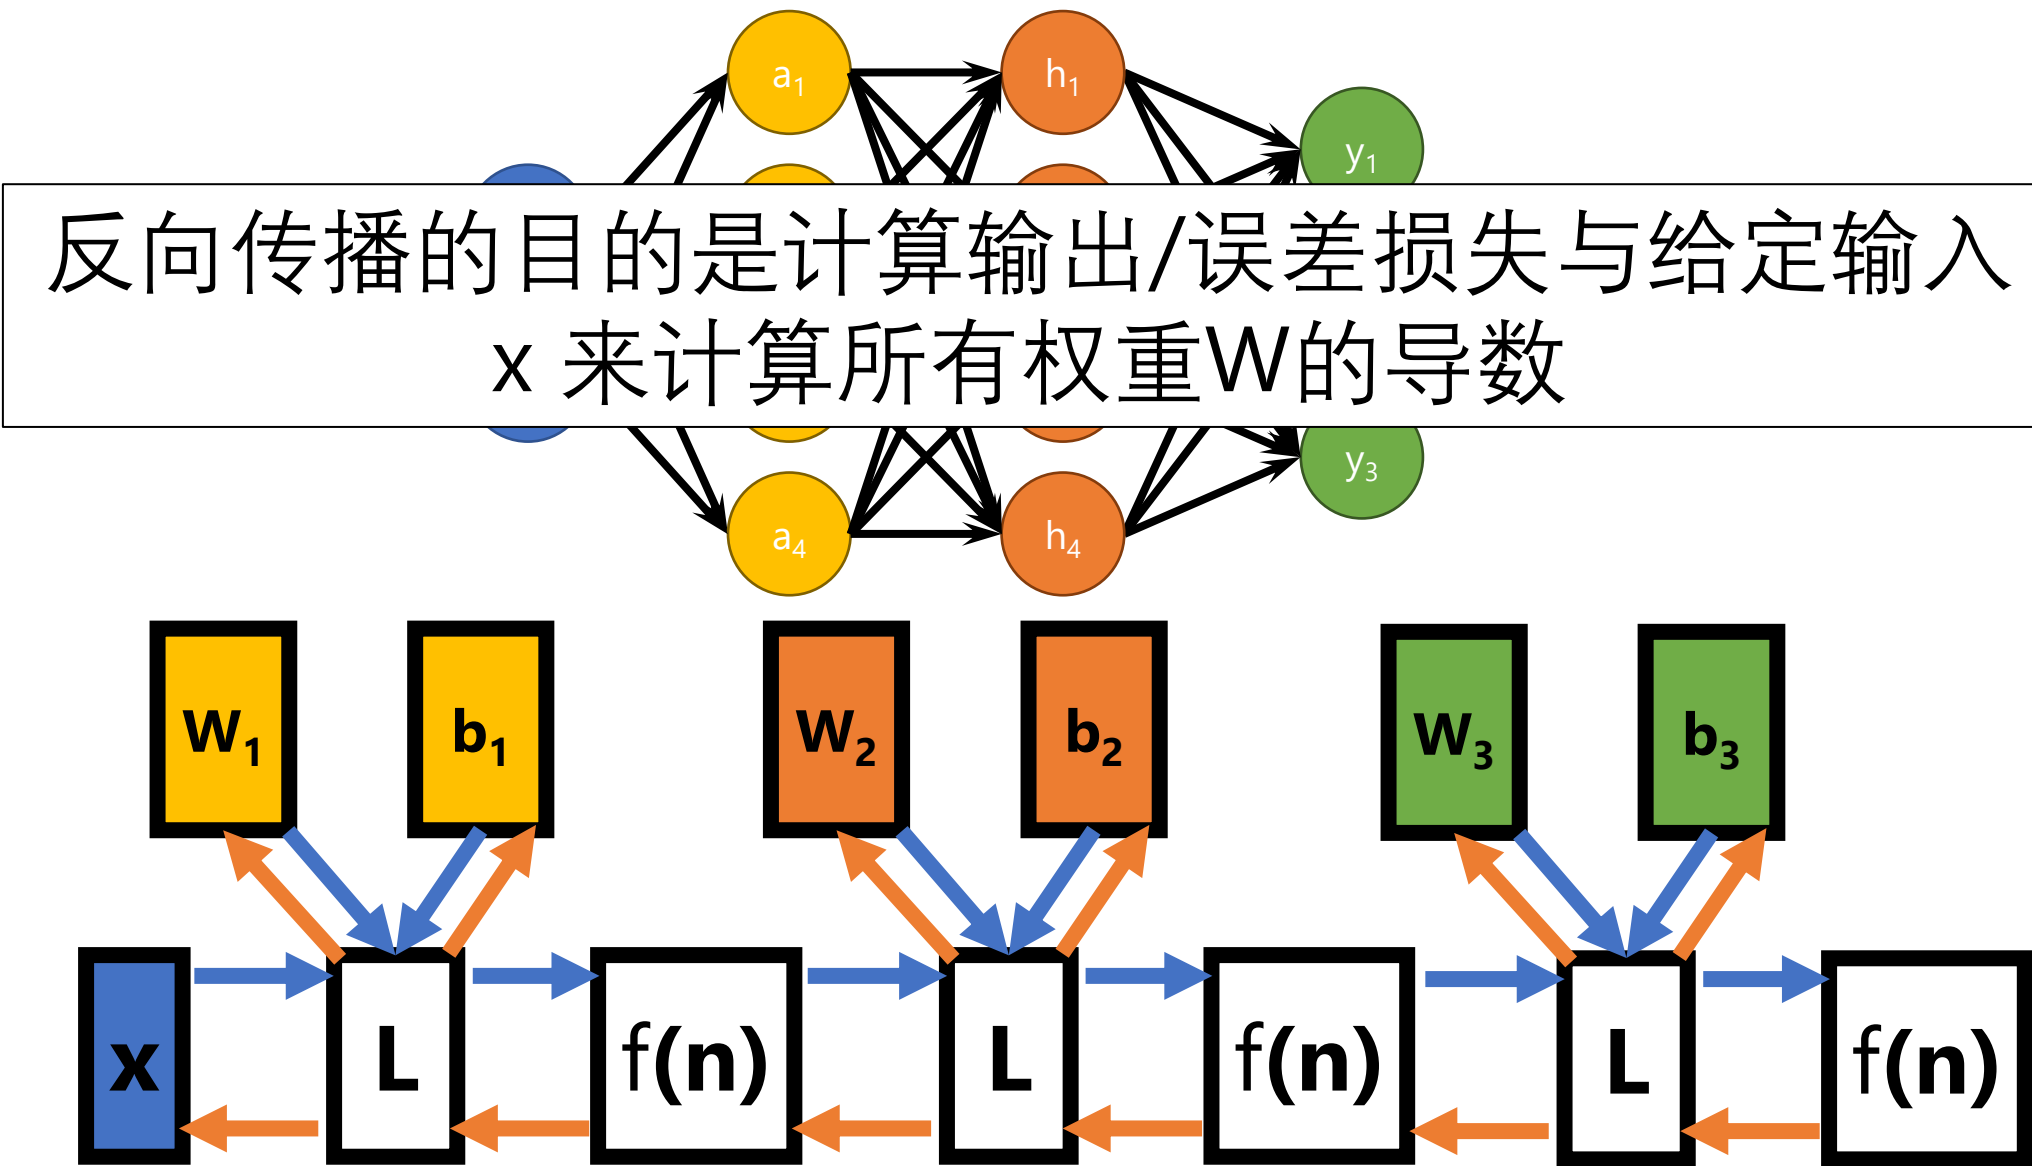 a₁
h₁
y₁
反向传播的目的是计算输出/误差损失与给定输入
x 来计算所有权重W的导数
y₃
a₄
h₄
W₁
b₁
W₂
b₂
W₃
b₃
x
L
f(n)
L
f(n)
L
f(n)